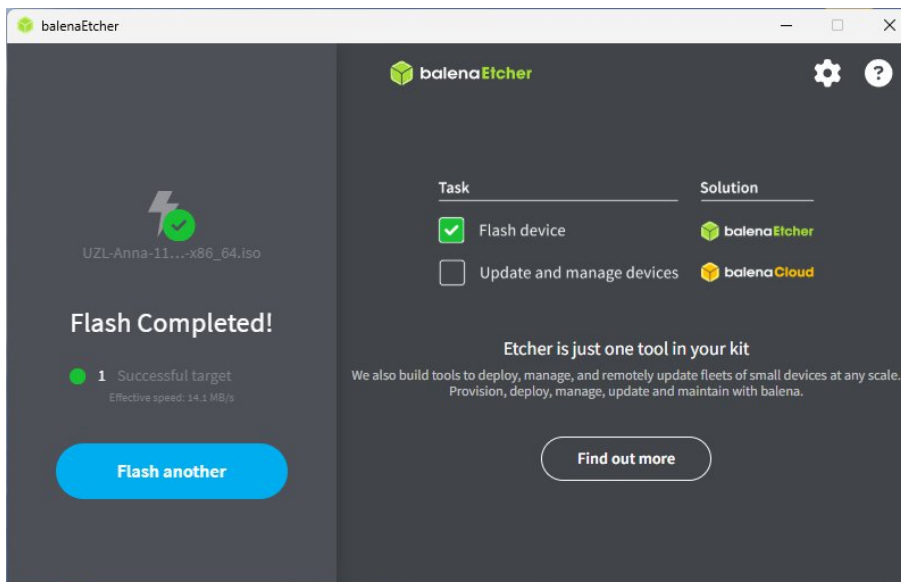 balenaEtcher
balenaEtcher
?
UZL-Anna-11...-x86_64.iso
Flash Completed!
1 Successful target
Effective speed: 14.1 MB/s
Flash another
Task Solution
Flash device balenaEtcher
Update and manage devices balenaCloud
Etcher is just one tool in your kit
We also build tools to deploy, manage, and remotely update fleets of small devices at any scale.
Provision, deploy, manage, update and maintain with balena.
Find out more